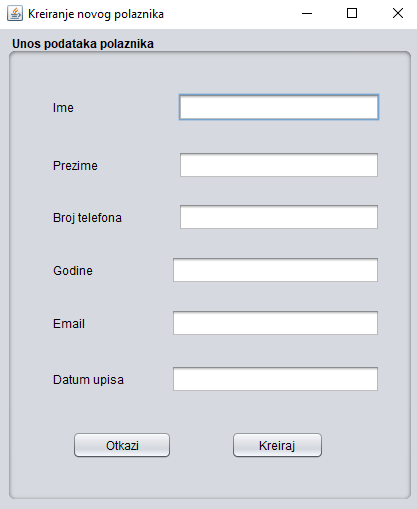 Kreiranje novog polaznika
Unos podataka polaznika
Ime
Prezime
Broj telefona
Godine
Email
Datum upisa
Otkazi
Kreiraj